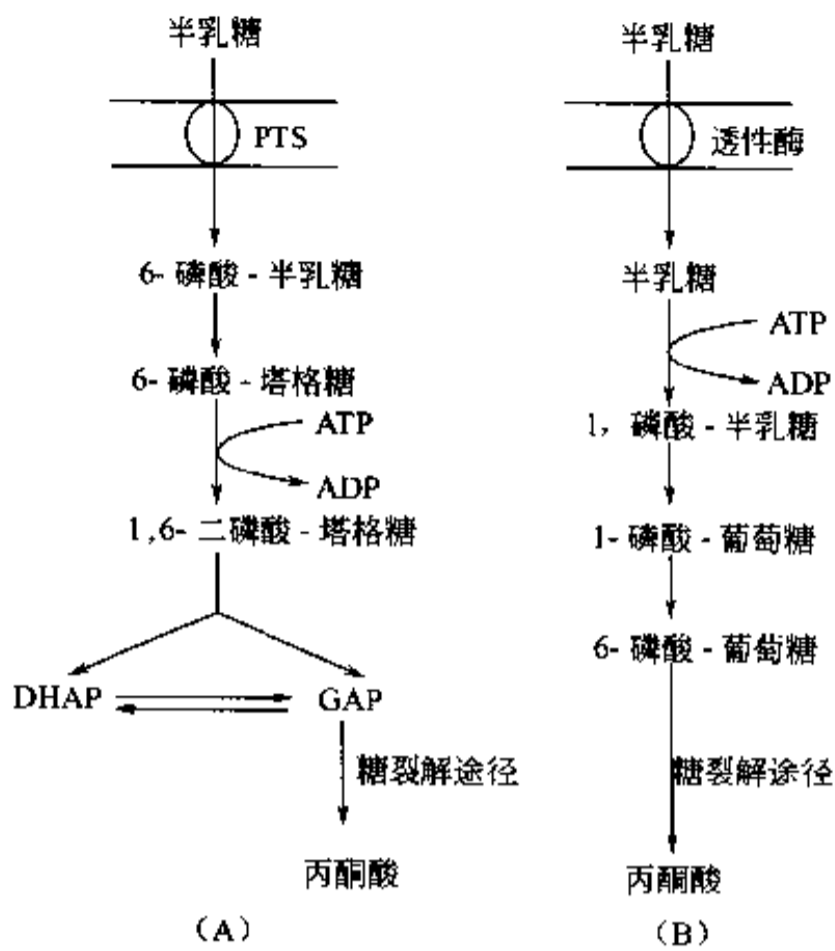 半乳糖
PTS
6-磷酸-半乳糖
6-磷酸-塔格糖
ATP
ADP
1,6-二磷酸-塔格糖
DHAP
GAP
糖裂解途径
丙酮酸
(A)
半乳糖
透性酶
半乳糖
ATP
ADP
1,磷酸-半乳糖
1-磷酸-葡萄糖
6-磷酸-葡萄糖
糖裂解途径
丙酮酸
(B)